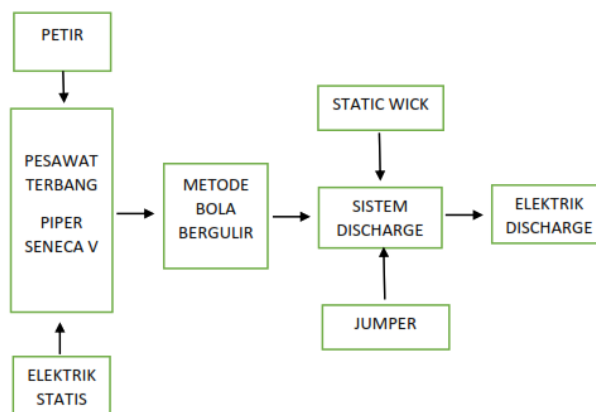 PETIR
PESAWAT
TERBANG
PIPER
SENECA V
ELEKTRIK
STATIS
METODE
BOLA
BERGULIR
STATIC WICK
SISTEM
DISCHARGE
JUMPER
ELEKTRIK
DISCHARGE